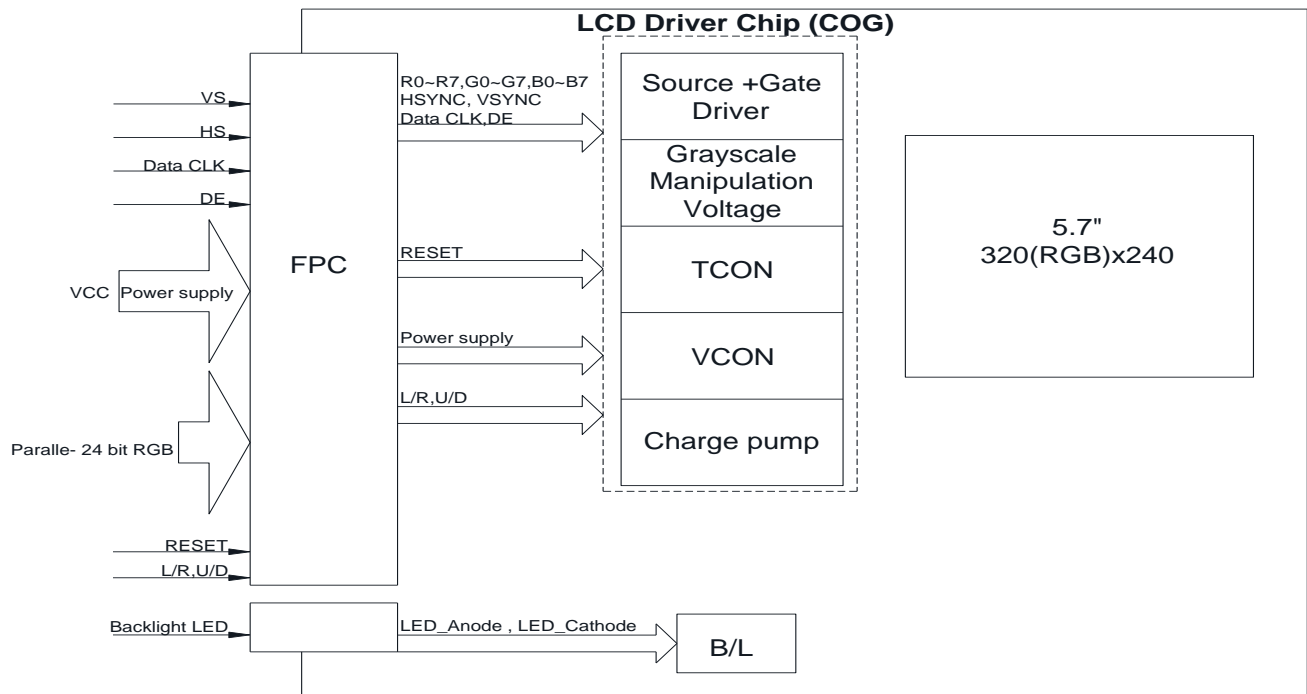 LCD Driver Chip (COG)
VS
HS
Data CLK
DE
VCC Power supply
Paralle- 24 bit RGB
RESET
L/R,U/D
Backlight LED
FPC
R0~R7,G0~G7,B0~B7
HSYNC, VSYNC
Data CLK,DE
RESET
Power supply
L/R,U/D
LED_Anode , LED_Cathode
Source +Gate
Driver
Grayscale
Manipulation
Voltage
TCON
VCON
Charge pump
B/L
5.7"
320(RGB)x240